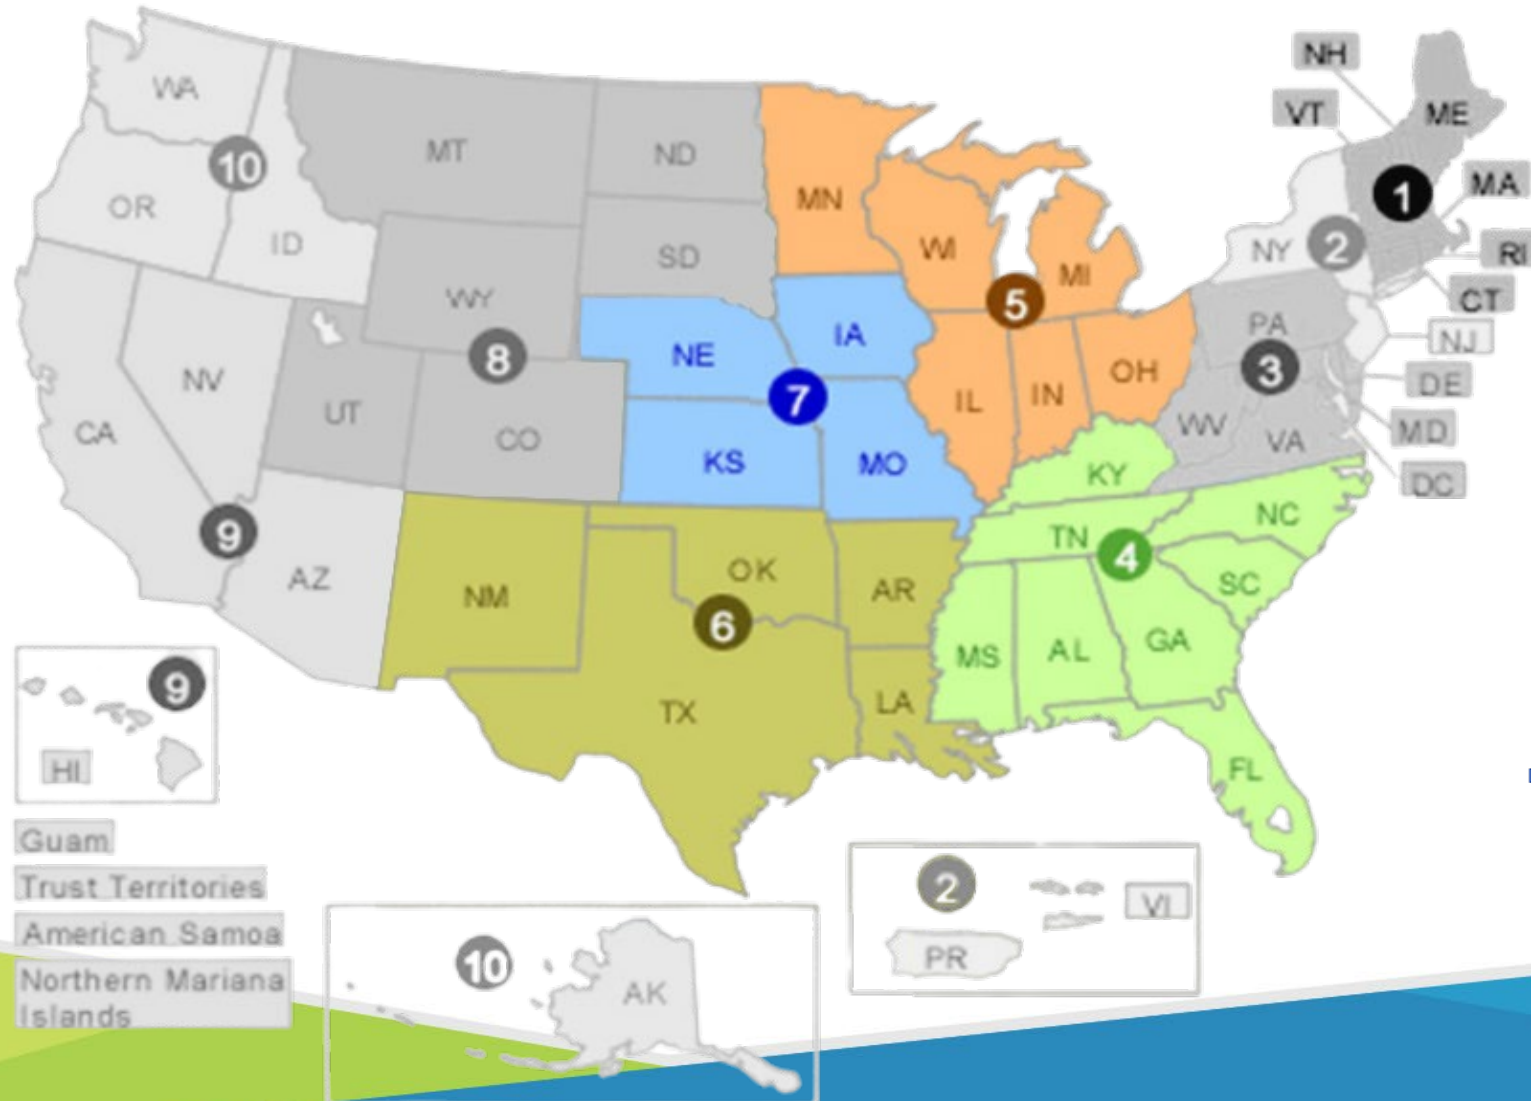 NH
VT
ME
MA
1
RI
CT
WA
10
OR
ID
MT
ND
SD
WY
8
MN
WI
MI
5
NY
2
PA
NJ
3
DE
MD
DC
WV
VA
NE
IA
7
KS
MO
IL
IN
OH
CA
NV
UT
CO
9
AZ
NM
OK
6
TX
AR
LA
KY
TN
4
NC
SC
MS
AL
GA
FL
9
HI
Guam
Trust Territories
American Samoa
Northern Mariana
Islands
10
AK
2
VI
PR